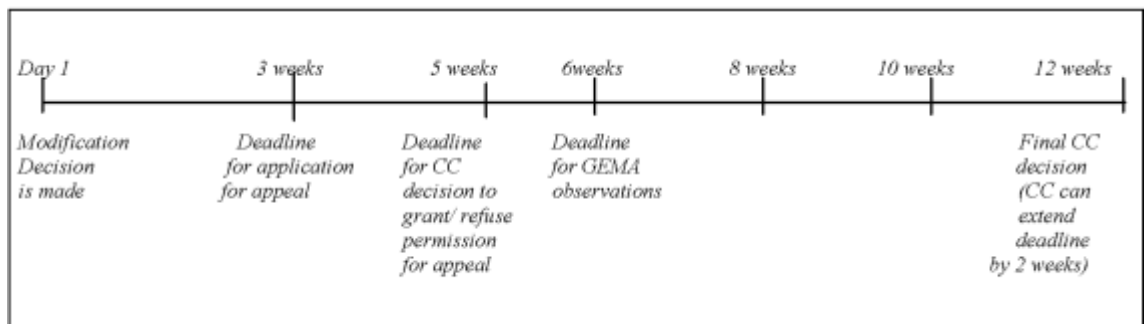 Day 1 3 weeks 5 weeks 6weeks 8 weeks 10 weeks 12 weeks
Modification
Decision
is made
Deadline
for application
for appeal
Deadline
for CC
decision to
grant/ refuse
permission
for appeal
Deadline
for GEMA
observations
Final CC
decision
(CC can
extend
deadline
by 2 weeks)